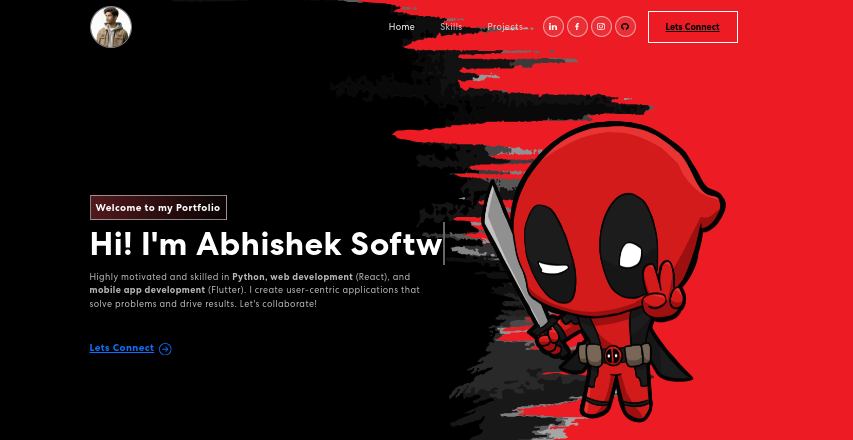 Home Skills Projects Lets Connect
Welcome to my Portfolio
Hi! I'm Abhishek Softw
Highly motivated and skilled in Python, web development (React), and
mobile app development (Flutter). I create user-centric applications that
solve problems and drive results. Let's collaborate!
Lets Connect